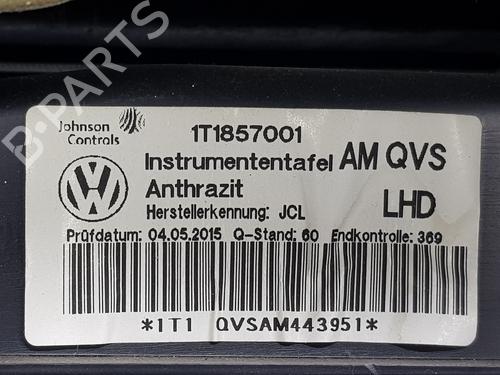 Johnson
Controls
1T1857001
Instrumententafel AM QVS
Anthrazit
Herstellerkennung: JCL LHD
Prüfdatum: 04.05.2015 Q-Stand: 60 Endkontrolle: 369
*1T1 QVSAM443951*
B-PARTS